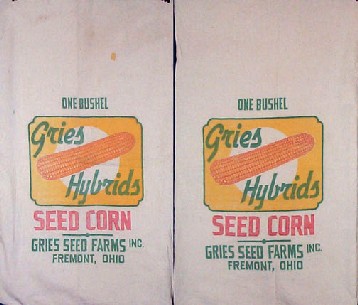 ONE BUSHEL
Gries
Hybrids
SEED CORN
GRIES SEED FARMS INC.
FREMONT, OHIO
ONE BUSHEL
Gries
Hybrids
SEED CORN
GRIES SEED FARMS INC.
FREMONT, OHIO